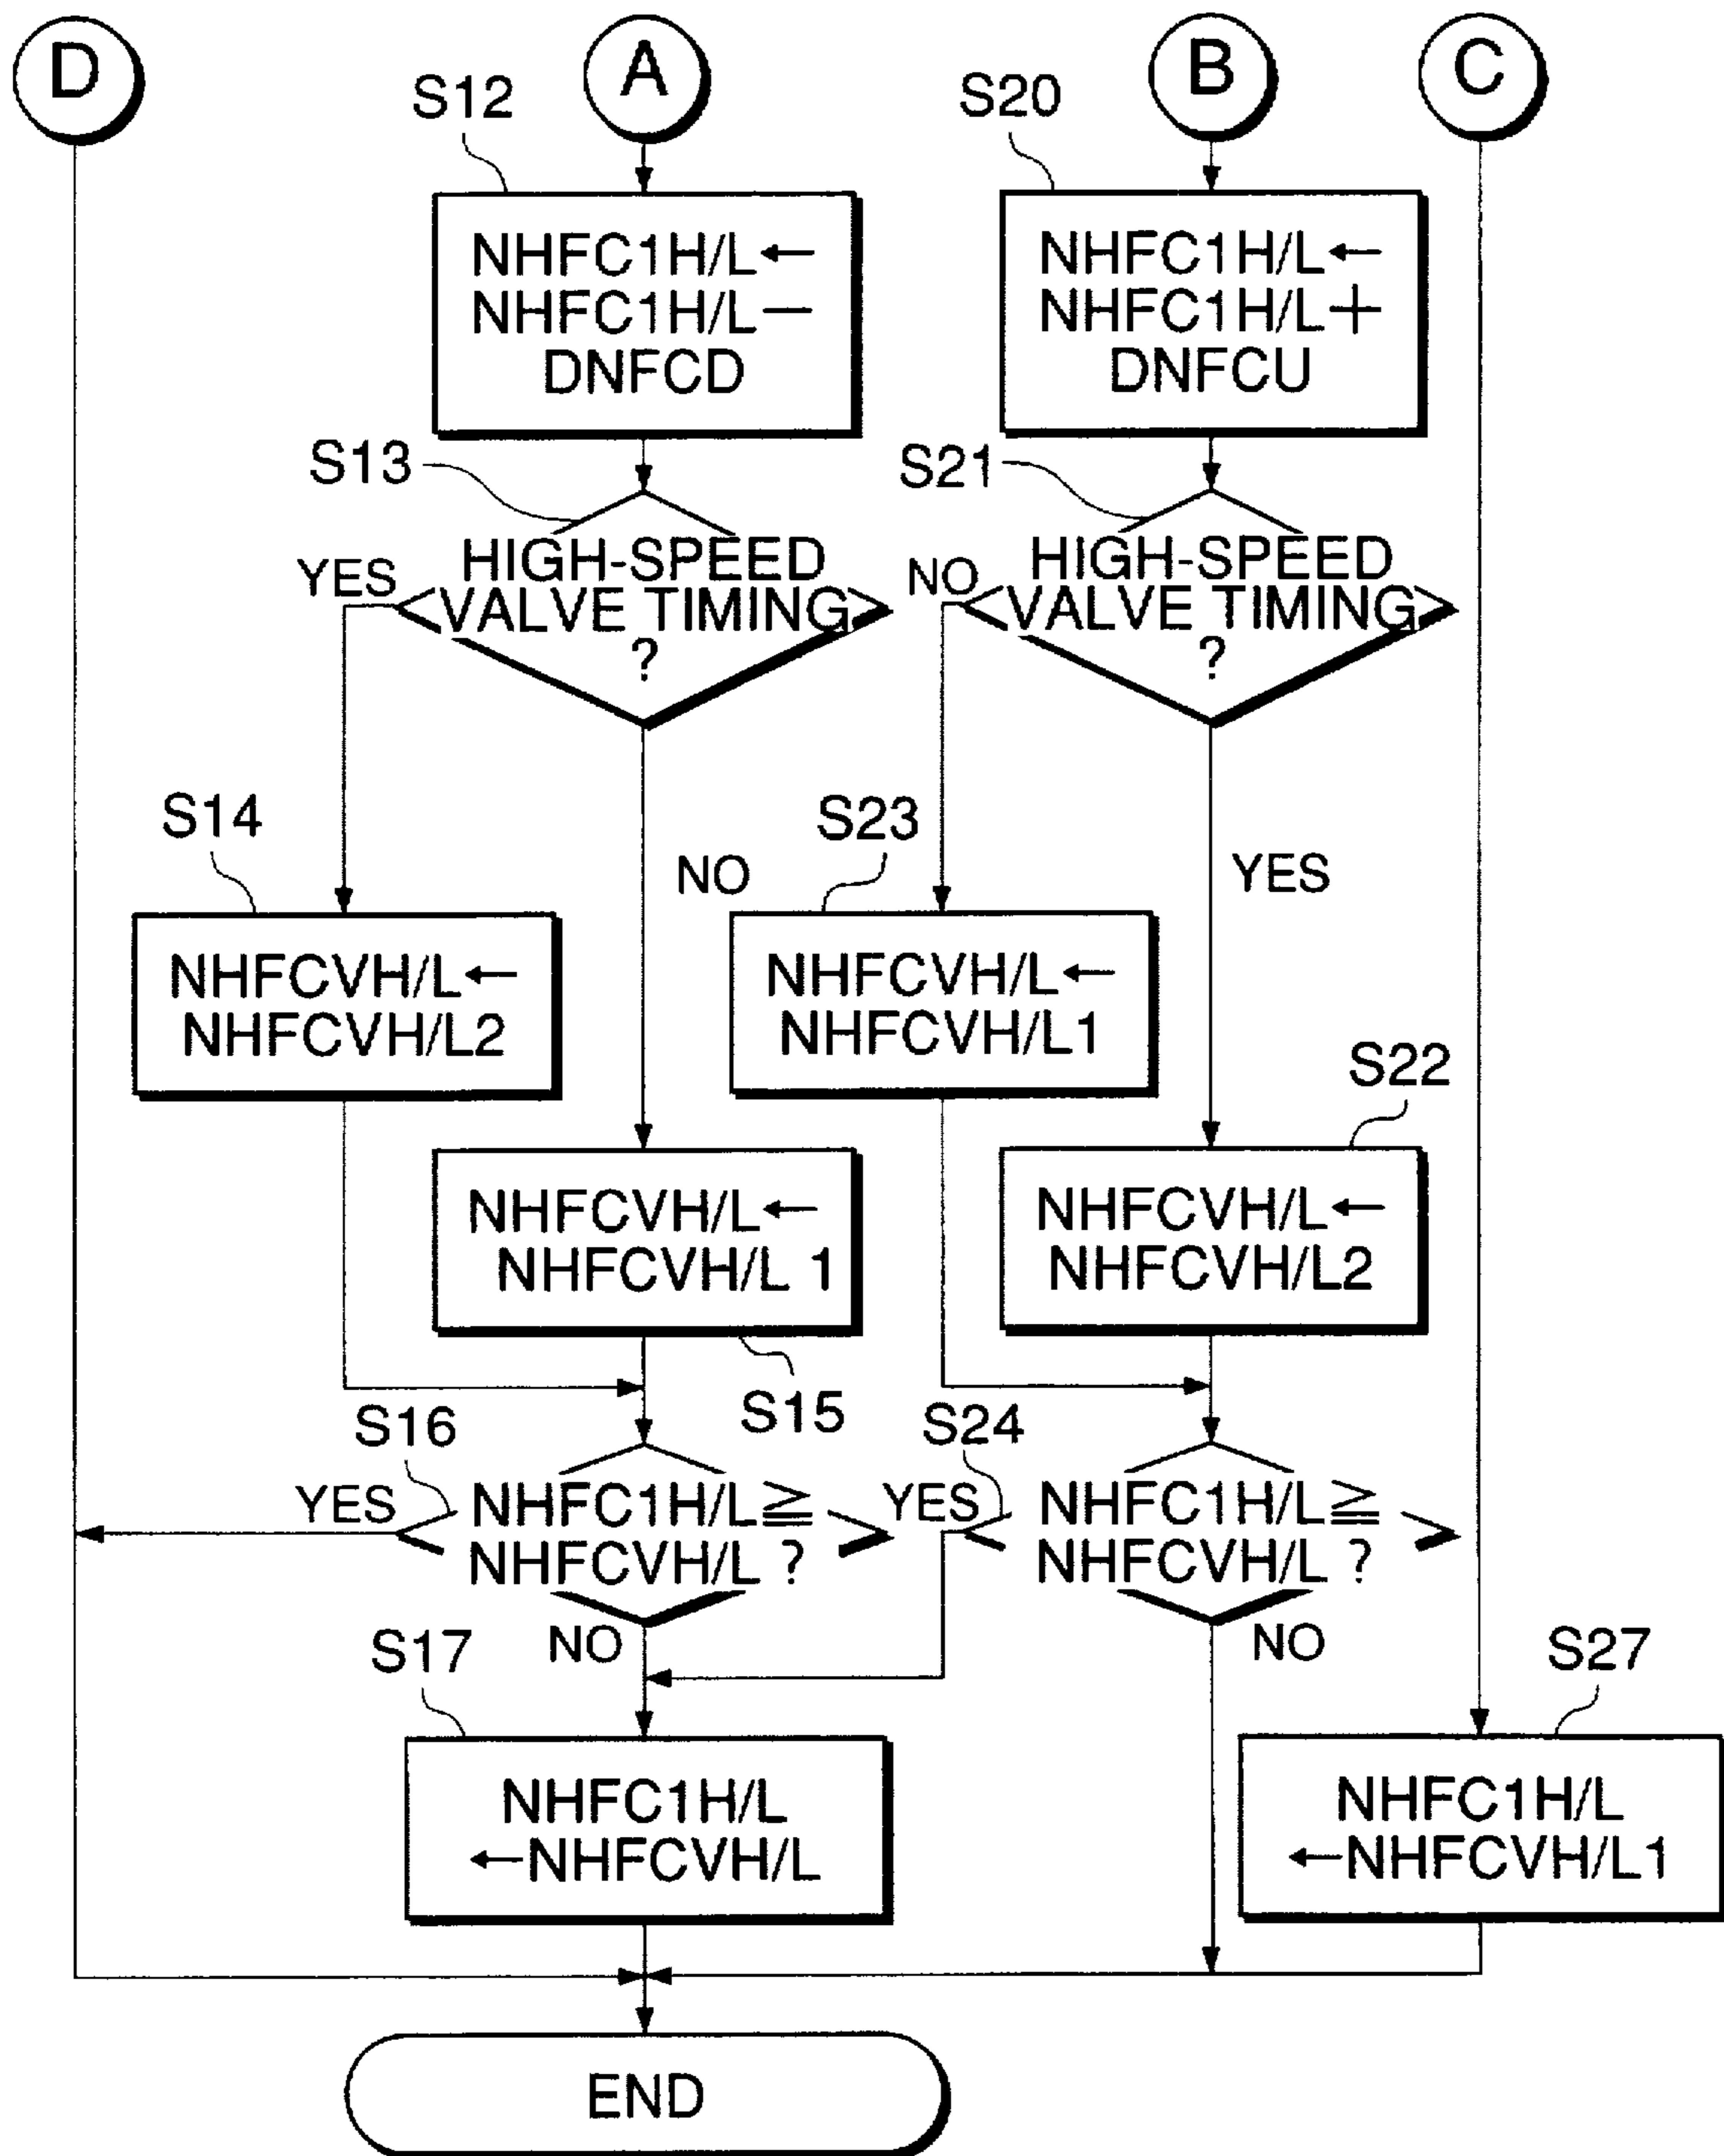 D
A
B
C
S12
S20
NHFC1H/L←
NHFC1H/L−
DNFCD
NHFC1H/L←
NHFC1H/L+
DNFCU
S13
S21
YES
HIGH-SPEED
VALVE TIMING
?
NO
HIGH-SPEED
VALVE TIMING
?
S14
NO
S23
YES
NHFCVH/L←
NHFCVH/L2
NHFCVH/L←
NHFCVH/L1
S22
NHFCVH/L←
NHFCVH/L 1
NHFCVH/L←
NHFCVH/L2
S15
S16
S24
YES
NHFC1H/L≧
NHFCVH/L ?
YES
NHFC1H/L≧
NHFCVH/L ?
S17
NO
NO
S27
NHFC1H/L
←NHFCVH/L
NHFC1H/L
←NHFCVH/L1
END